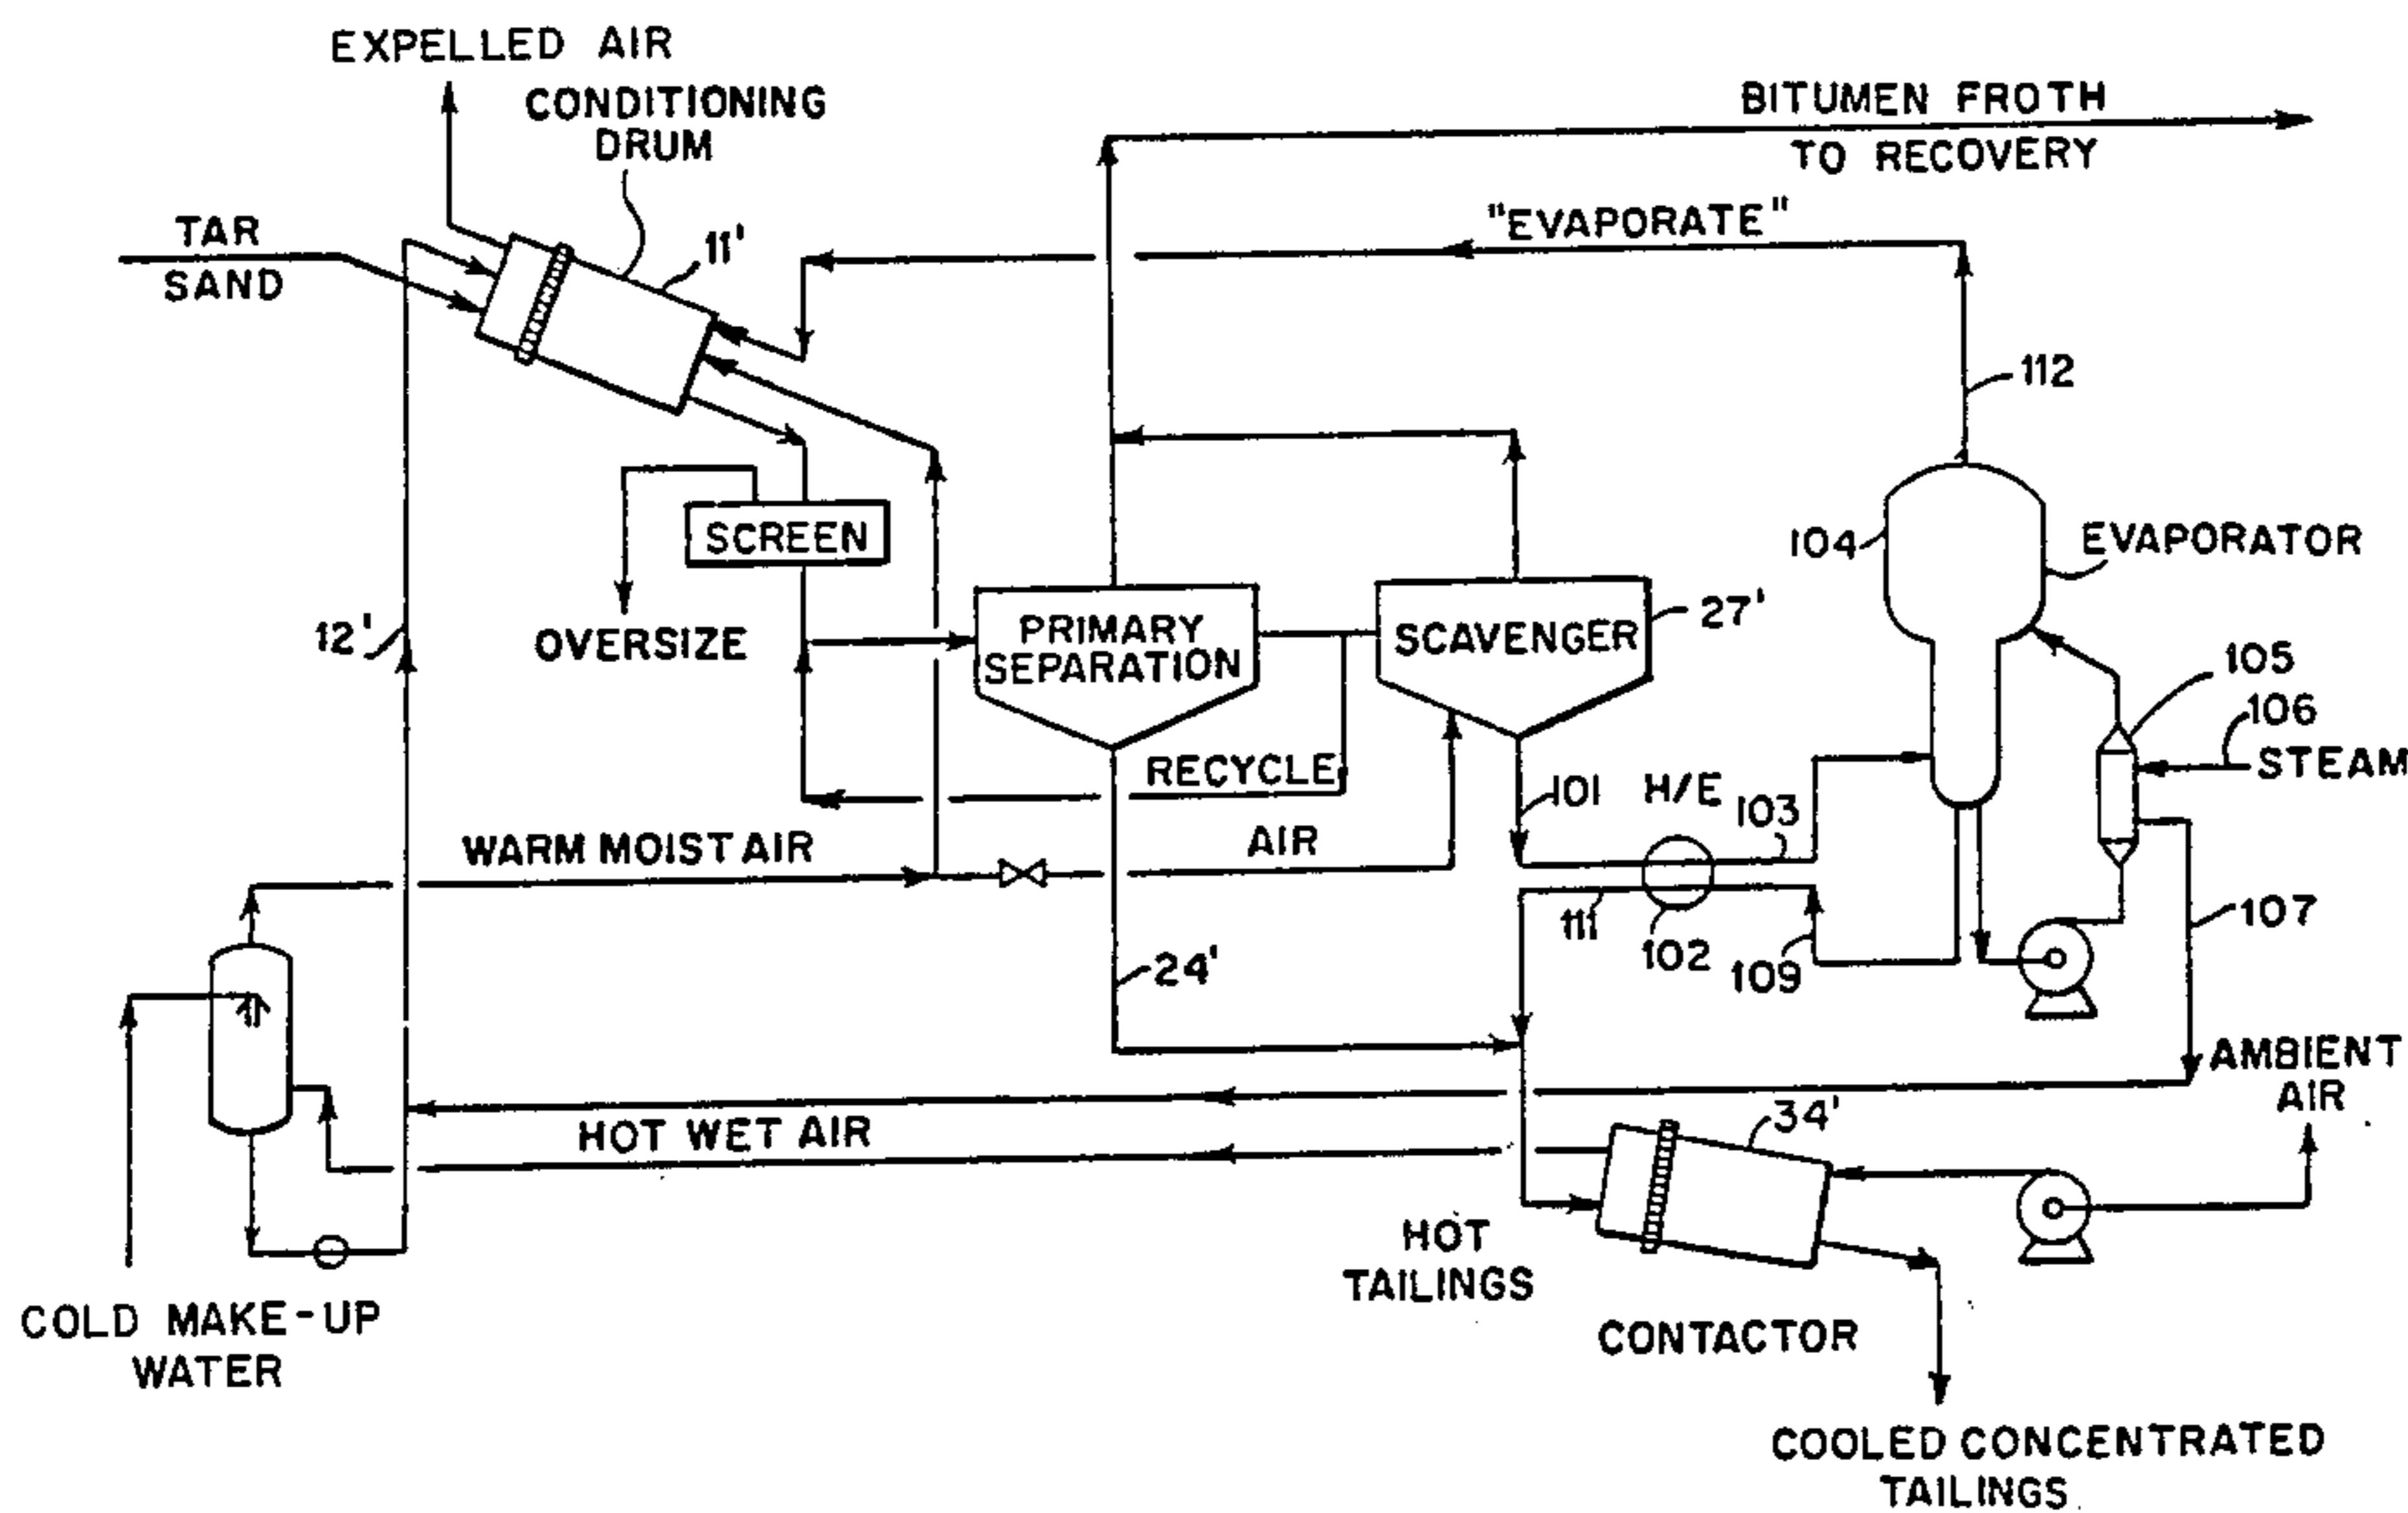 EXPELLED AIR
CONDITIONING
DRUM
BITUMEN FROTH
TO RECOVERY
TAR
SAND
11'
"EVAPORATE"
112
SCREEN
104
EVAPORATOR
12'
OVERSIZE
PRIMARY
SEPARATION
SCAVENGER
27'
105
106
STEAM
RECYCLE
101
H/E
103
WARM MOIST AIR
AIR
111
102
109
107
24'
AMBIENT
AIR
HOT WET AIR
34'
HOT
TAILINGS
COLD MAKE-UP
WATER
CONTACTOR
COOLED CONCENTRATED
TAILINGS